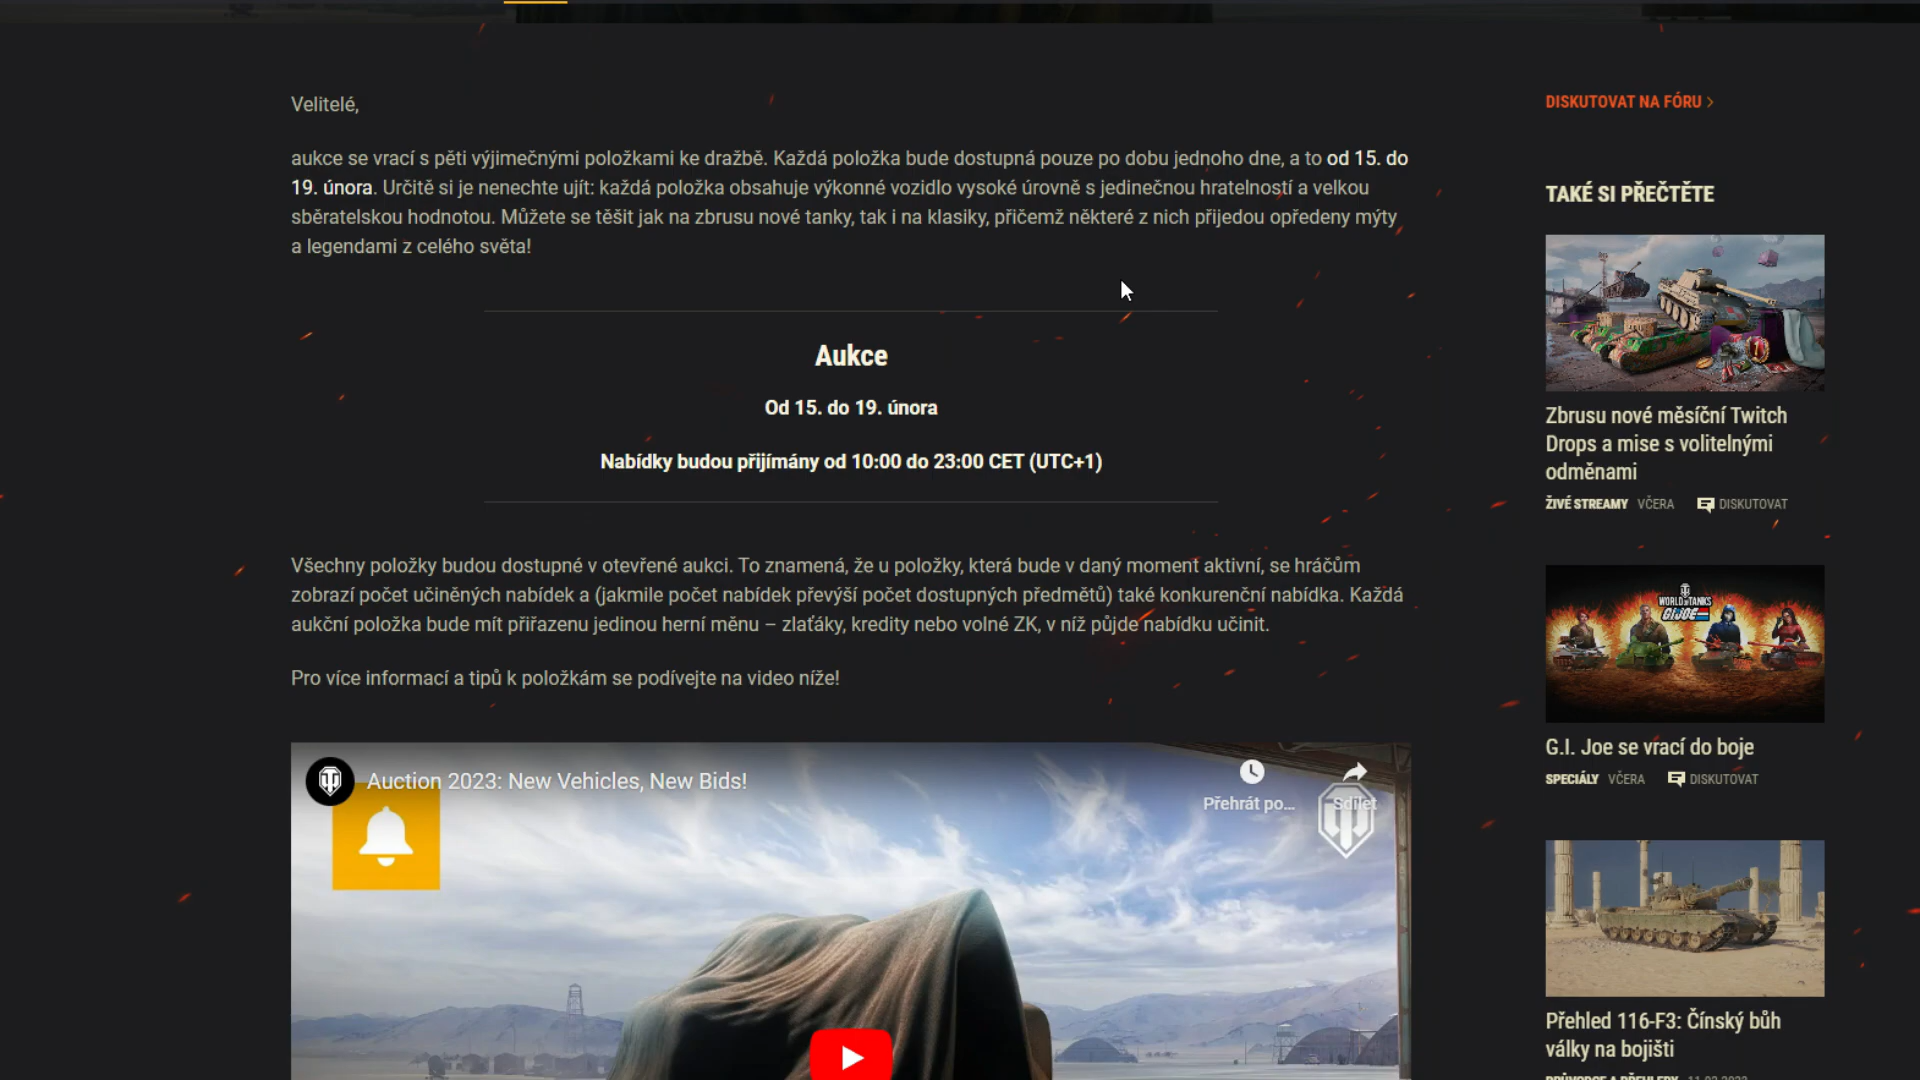 Velitelé,
aukce se vrací s pěti výjimečnými položkami ke dražbě. Každá položka bude dostupná pouze po dobu jednoho dne, a to od 15. do
19. února. Určitě si je nenechte ujít: každá položka obsahuje výkonné vozidlo vysoké úrovně s jedinečnou hratelností a velkou
sběratelskou hodnotou. Můžete se těšit jak na zbrusu nové tanky, tak i na klasiky, přičemž některé z nich přijedou opředeny mýty
a legendami z celého světa!
Aukce
Od 15. do 19. února
Nabídky budou přijímány od 10:00 do 23:00 CET (UTC+1)
Všechny položky budou dostupné v otevřené aukci. To znamená, že u položky, která bude v daný moment aktivní, se hráčům
zobrazí počet učiněných nabídek a (jakmile počet nabídek převýší počet dostupných předmětů) také konkurenční nabídka. Každá
aukční položka bude mít přiřazenu jedinou herní měnu – zlaťáky, kredity nebo volné ZK, v níž půjde nabídku učinit.
Pro více informací a tipů k položkám se podívejte na video níže!
Auction 2023: New Vehicles, New Bids!
Přehrát po...
Sdílet
DISKUTOVAT NA FÓRU
TAKÉ SI PŘEČTĚTE
Zbrusu nové měsíční Twitch
Drops a mise s volitelnými
odměnami
ŽIVÉ STREAMY VČERA DISKUTOVAT
WORLD OF TANKS
G.I. JOE
G.I. Joe se vrací do boje
SPECIÁLY VČERA DISKUTOVAT
Přehled 116-F3: Čínský bůh
války na bojišti
PRŮVODCE A PŘEHLEDY 11.02.2023